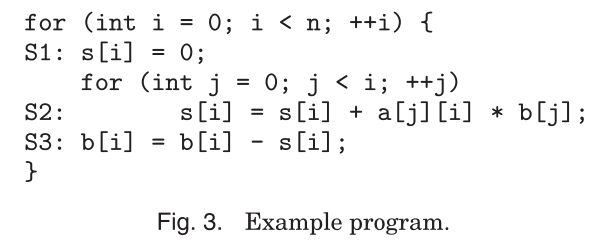 for (int i = 0; i < n; ++i) {
S1: s[i] = 0;
    for (int j = 0; j < i; ++j)
S2:        s[i] = s[i] + a[j][i] * b[j];
S3: b[i] = b[i] - s[i];
}
Fig. 3. Example program.